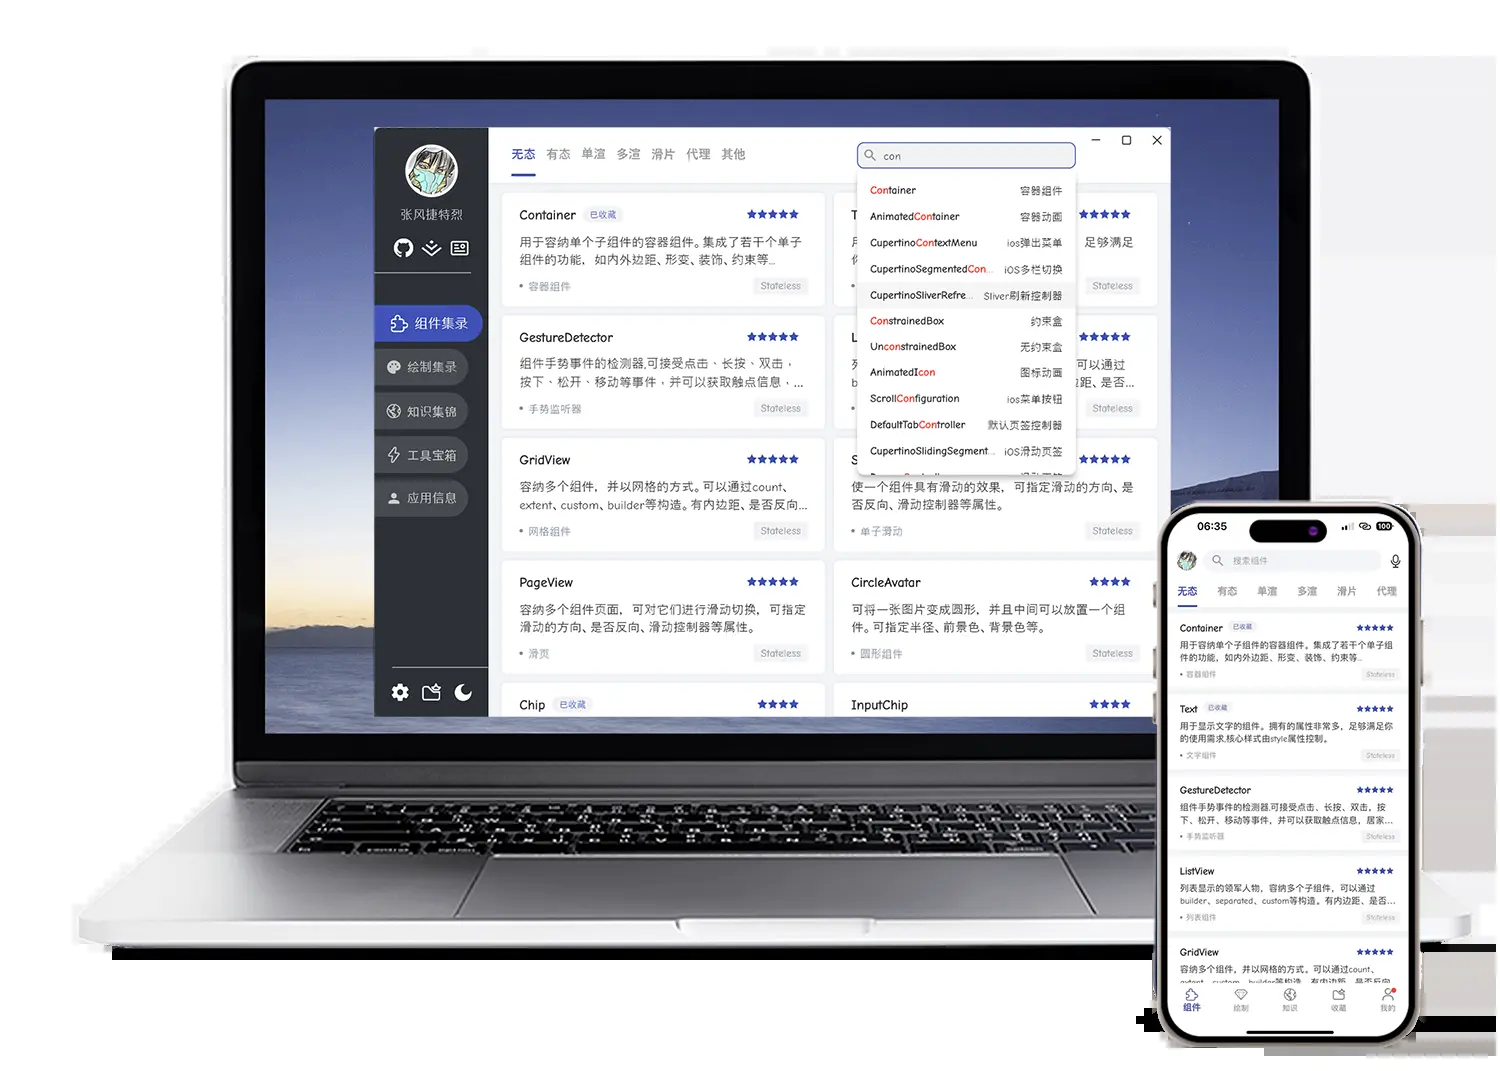 张风捷特烈
组件集录
绘制集录
知识集锦
工具宝箱
应用信息
无态 有态 单渲 多渲 滑片 代理 其他
con
Container 容器组件
AnimatedContainer 容器动画
CupertinoContextMenu ios弹出菜单
CupertinoSegmentedCon... iOS多栏切换
CupertinoSliverRefre... Sliver刷新控制器
ConstrainedBox 约束盒
UnconstrainedBox 无约束盒
AnimatedIcon 图标动画
ScrollConfiguration ios菜单按钮
DefaultTabController 默认页签控制器
CupertinoSlidingSegment... iOS滑动页签
Container 已收藏
用于容纳单个子组件的容器组件。集成了若干个单子
组件的功能，如内外边距、形变、装饰、约束等...
• 容器组件 Stateless
足够满足
Stateless
GestureDetector
组件手势事件的检测器,可接受点击、长按、双击，
按下、松开、移动等事件，并可以获取触点信息，...
• 手势监听器 Stateless
可以通过
距、是否...
Stateless
GridView
容纳多个组件，并以网格的方式。可以通过count、
extent、custom、builder等构造。有内边距、是否反向...
• 网格组件 Stateless
使一个组件具有滑动的效果，可指定滑动的方向、是
否反向、滑动控制器等属性。
• 单子滑动 Stateless
PageView
容纳多个组件页面，可对它们进行滑动切换，可指定
滑动的方向、是否反向、滑动控制器等属性。
• 滑页 Stateless
CircleAvatar
可将一张图片变成圆形，并且中间可以放置一个组
件。可指定半径、前景色、背景色等。
• 圆形组件 Stateless
Chip 已收藏
InputChip
06:35 100
搜索组件
无态 有态 单渲 多渲 滑片 代理
Container 已收藏
用于容纳单个子组件的容器组件。集成了若干个单子组
件的功能，如内外边距、形变、装饰、约束等..
• 容器组件 Stateless
Text 已收藏
用于显示文字的组件。拥有的属性非常多，足够满足你
的使用需求,核心样式由style属性控制。
• 文字组件 Stateless
GestureDetector
组件手势事件的检测器,可接受点击、长按、双击，按
下、松开、移动等事件，并可以获取触点信息，居家...
• 手势监听器 Stateless
ListView
列表显示的领军人物，容纳多个子组件，可以通过
builder、separated、custom等构造。有内边距、是否...
• 列表组件 Stateless
GridView
容纳多个组件，并以网格的方式。可以通过count、
extent、custom、builder等构造。有内边距、是否反向
组件 绘制 知识 收藏 我的